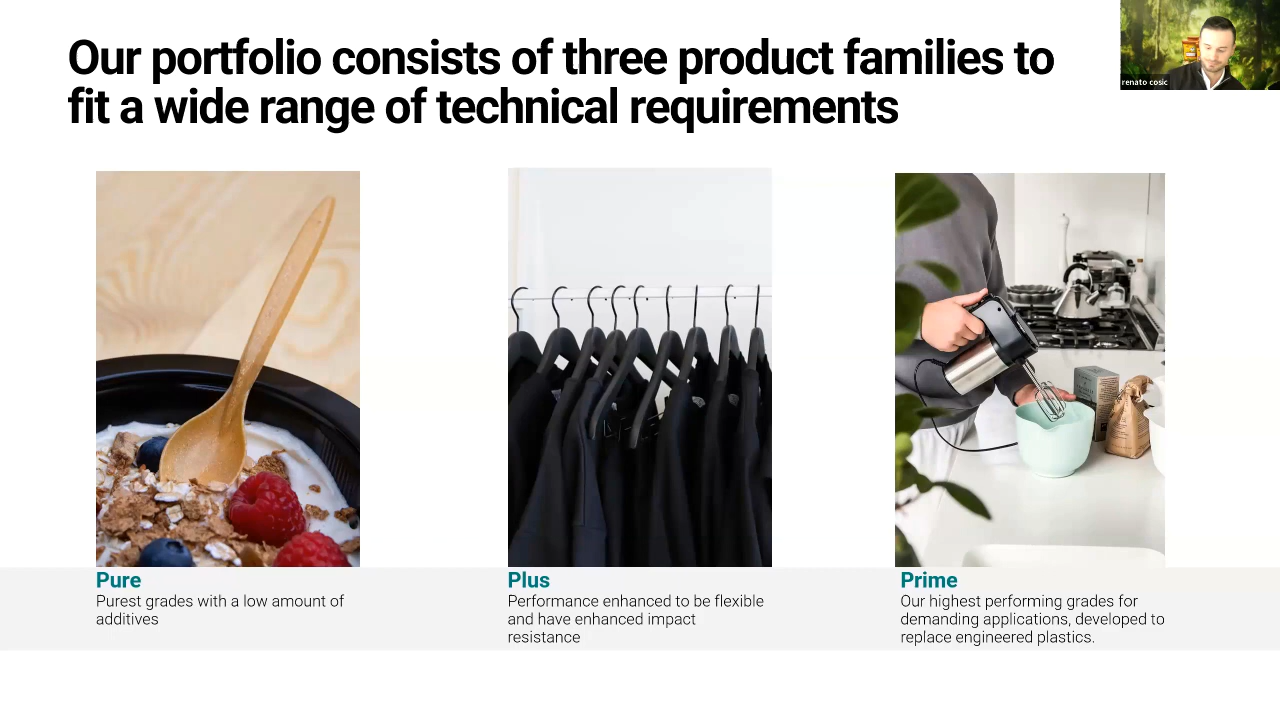 Our portfolio consists of three product families to
fit a wide range of technical requirements
renato cosic
Pure
Purest grades with a low amount of
additives
Plus
Performance enhanced to be flexible
and have enhanced impact
resistance
Prime
Our highest performing grades for
demanding applications, developed to
replace engineered plastics.